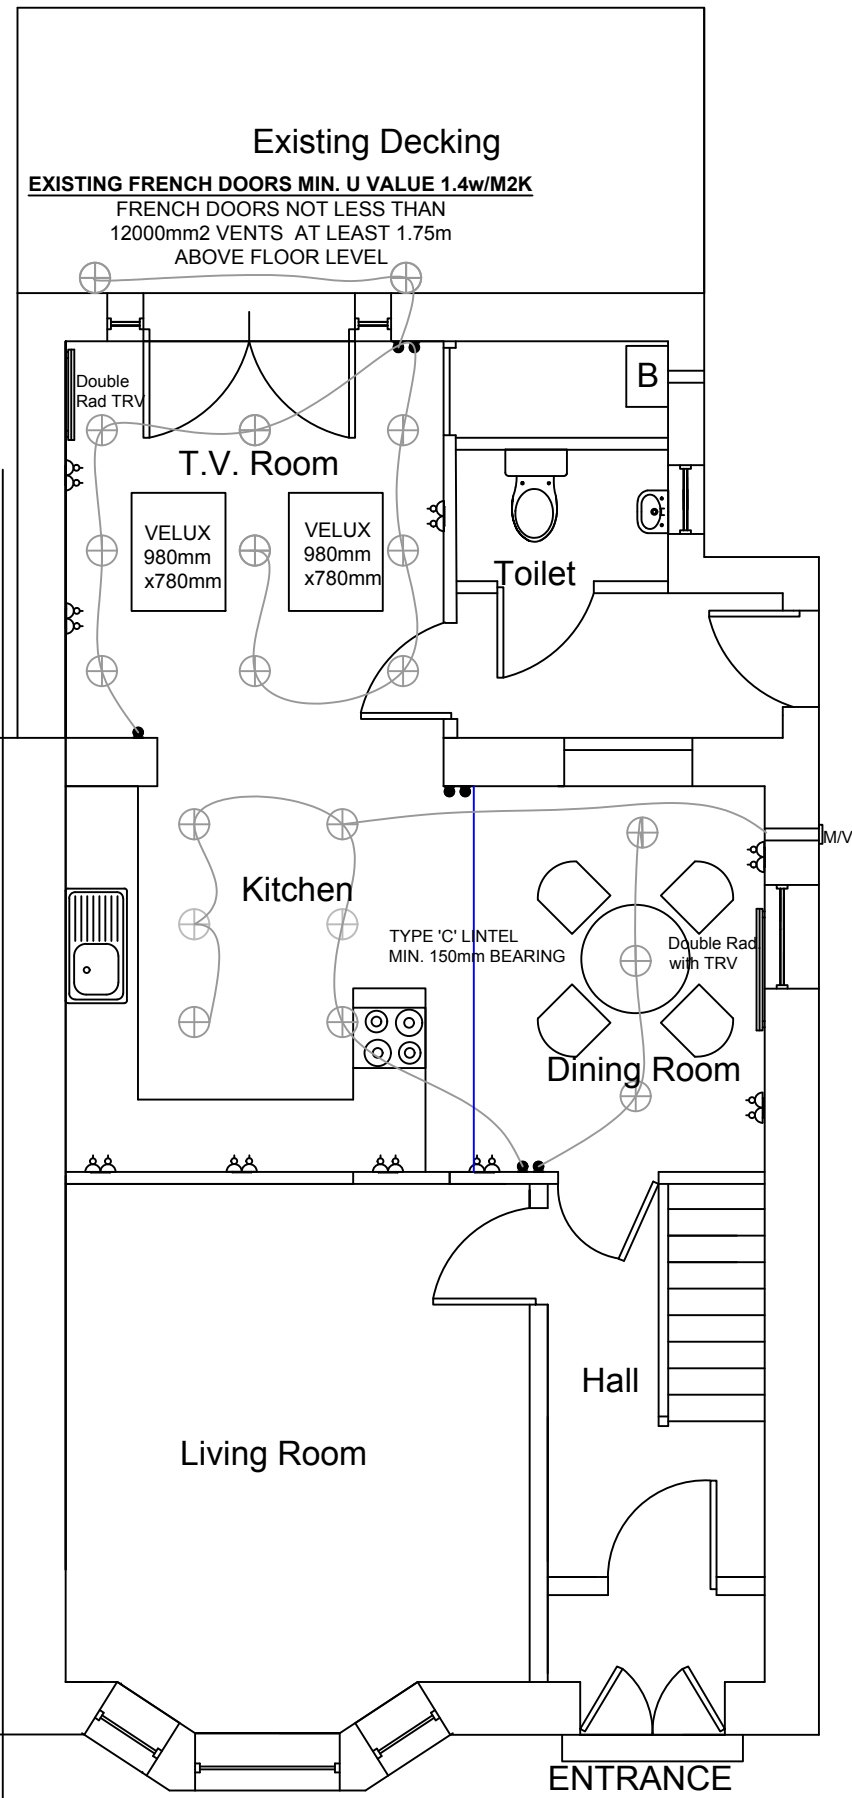 Existing Decking
EXISTING FRENCH DOORS MIN. U VALUE 1.4w/M2K
FRENCH DOORS NOT LESS THAN
12000mm2 VENTS AT LEAST 1.75m
ABOVE FLOOR LEVEL
Double
Rad TRV
B
T.V. Room
VELUX
980mm
x780mm
VELUX
980mm
x780mm
Toilet
M/V
Kitchen
TYPE 'C' LINTEL
MIN. 150mm BEARING
Double Rad.
with TRV
Dining Room
Hall
Living Room
ENTRANCE